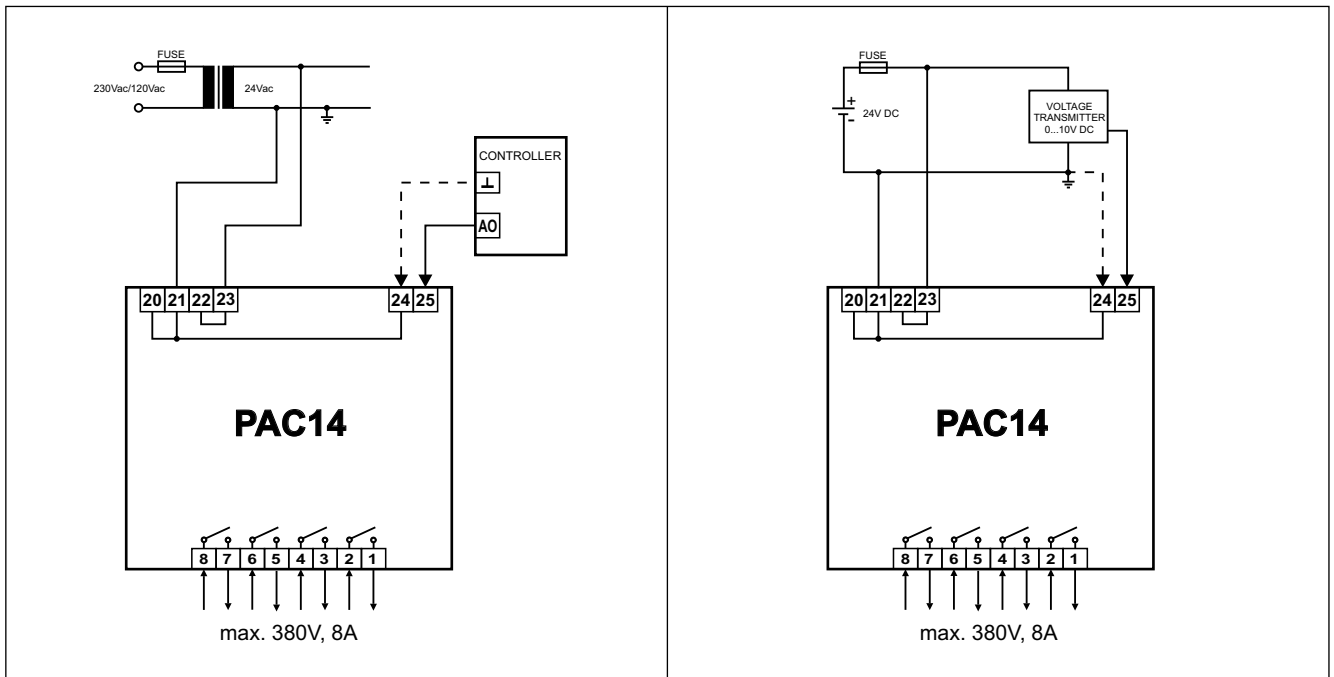 FUSE
230Vac/120Vac
24Vac
CONTROLLER
⊥
AO
20 21 22 23 24 25
PAC14
8 7 6 5 4 3 2 1
max. 380V, 8A
FUSE
+
24V DC
-
VOLTAGE
TRANSMITTER
0...10V DC
20 21 22 23 24 25
PAC14
8 7 6 5 4 3 2 1
max. 380V, 8A